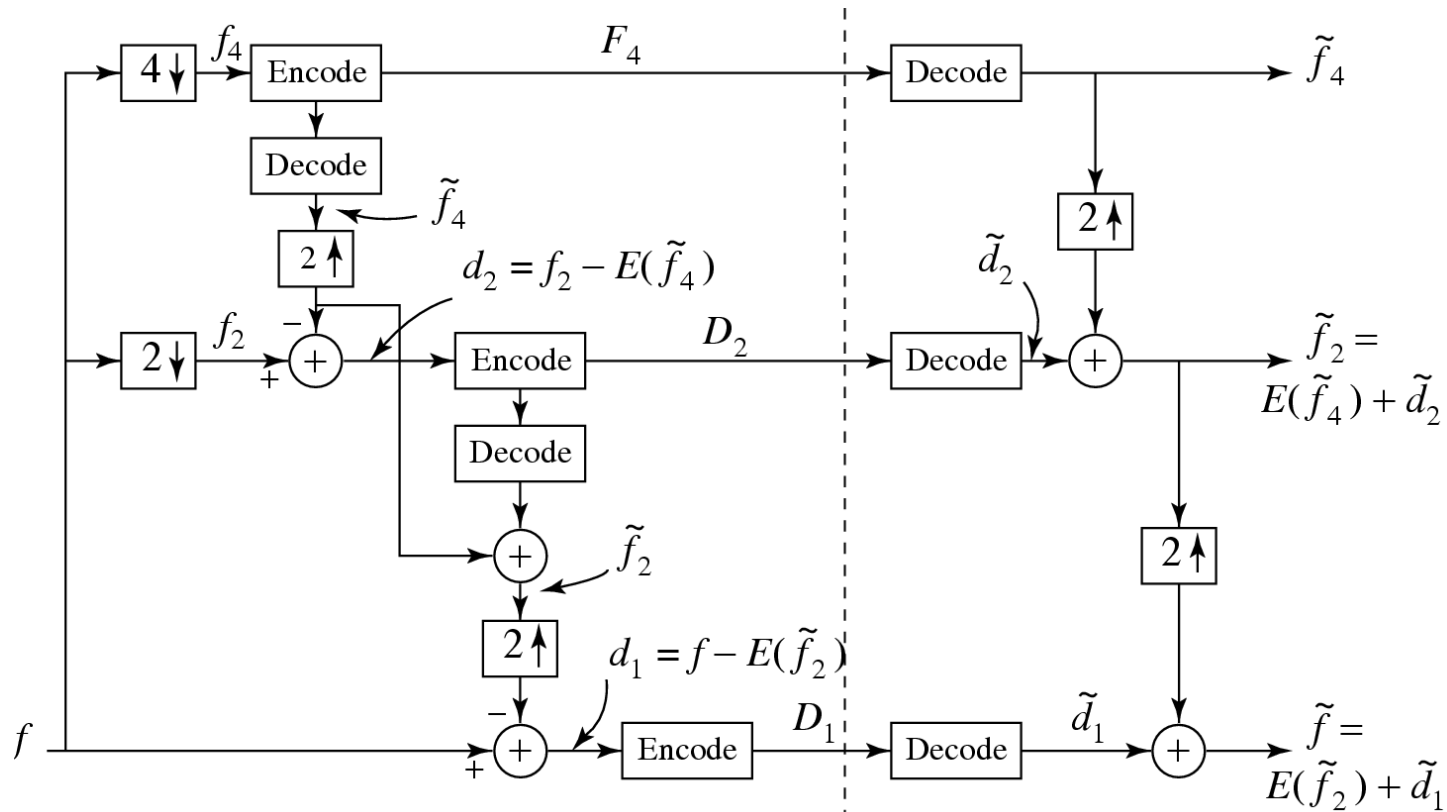 4↓
f₄
Encode
F₄
Decode
f̃₄
Decode
f̃₄
2↑
2↑
d₂ = f₂ − E(f̃₄)
d̃₂
−
2↓
f₂
+
+
Encode
D₂
Decode
+
f̃₂ =
E(f̃₄) + d̃₂
Decode
+
f̃₂
2↑
2↑
d₁ = f − E(f̃₂)
−
f
+
+
Encode
D₁
Decode
d̃₁
+
f̃ =
E(f̃₂) + d̃₁